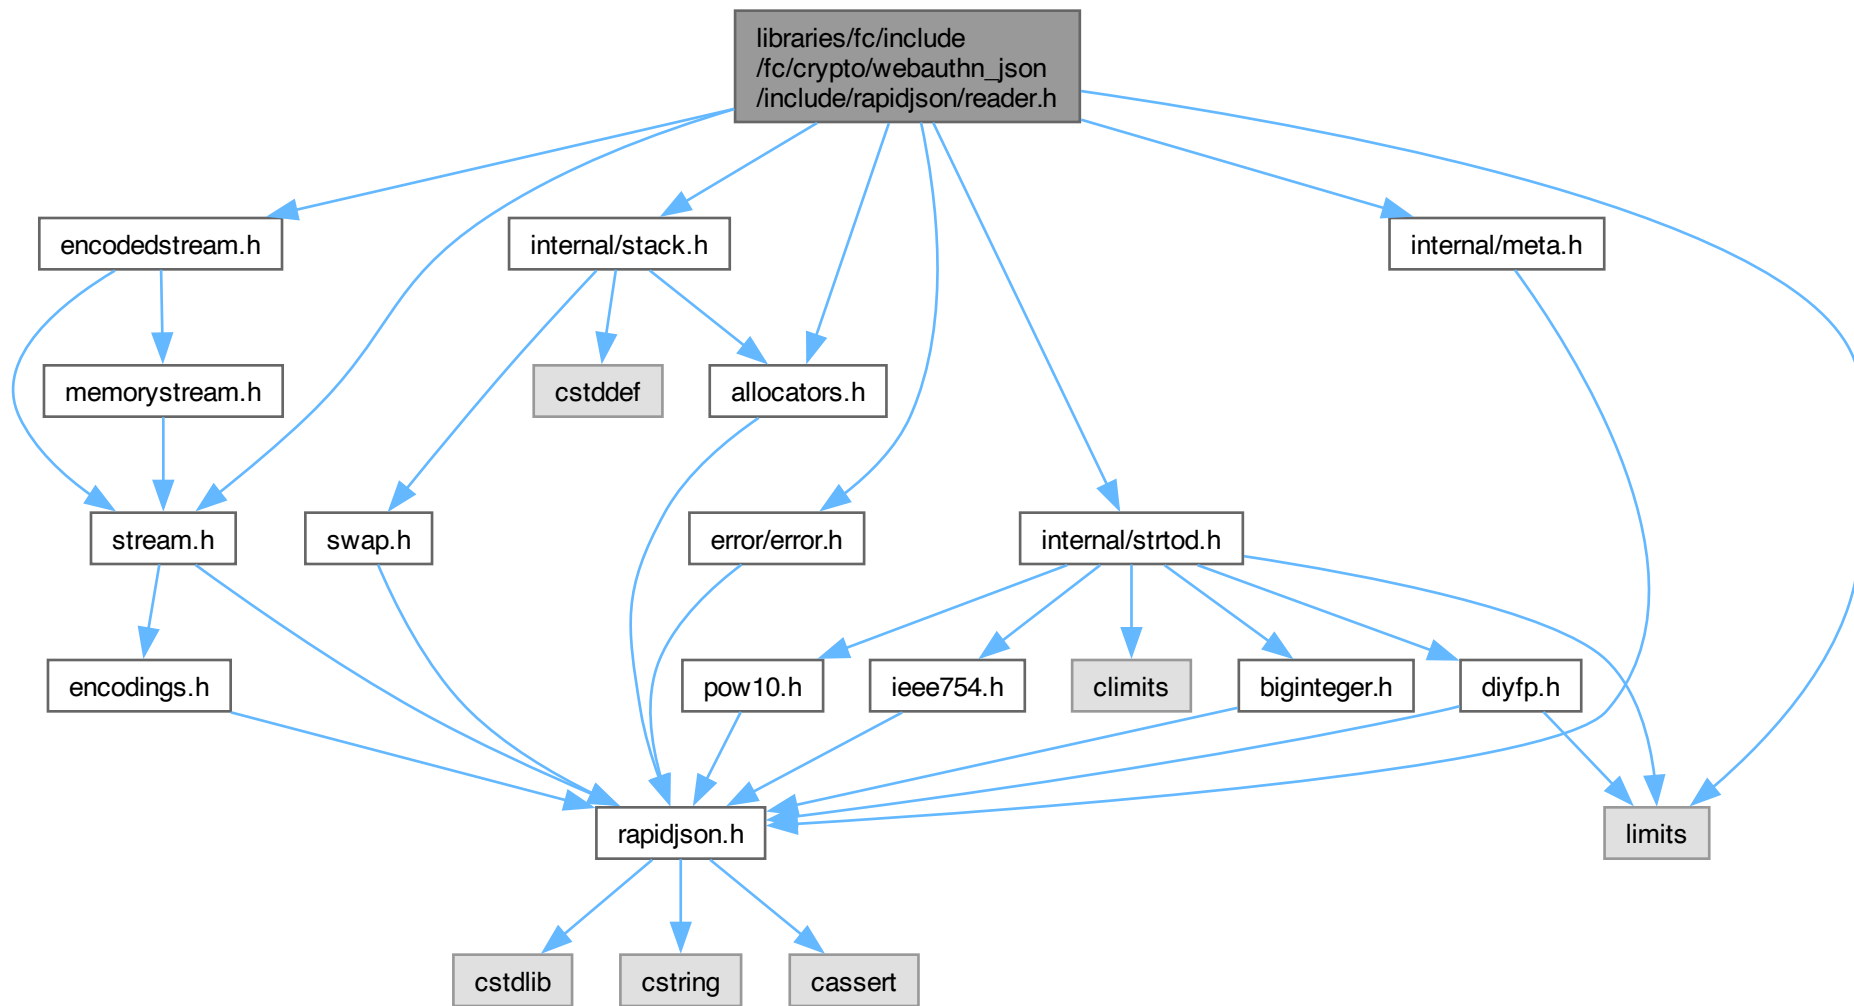 libraries/fc/include
/fc/crypto/webauthn_json
/include/rapidjson/reader.h
encodedstream.h
internal/stack.h
internal/meta.h
memorystream.h
cstddef
allocators.h
stream.h
swap.h
error/error.h
internal/strtod.h
encodings.h
pow10.h
ieee754.h
climits
biginteger.h
diyfp.h
rapidjson.h
limits
cstdlib
cstring
cassert